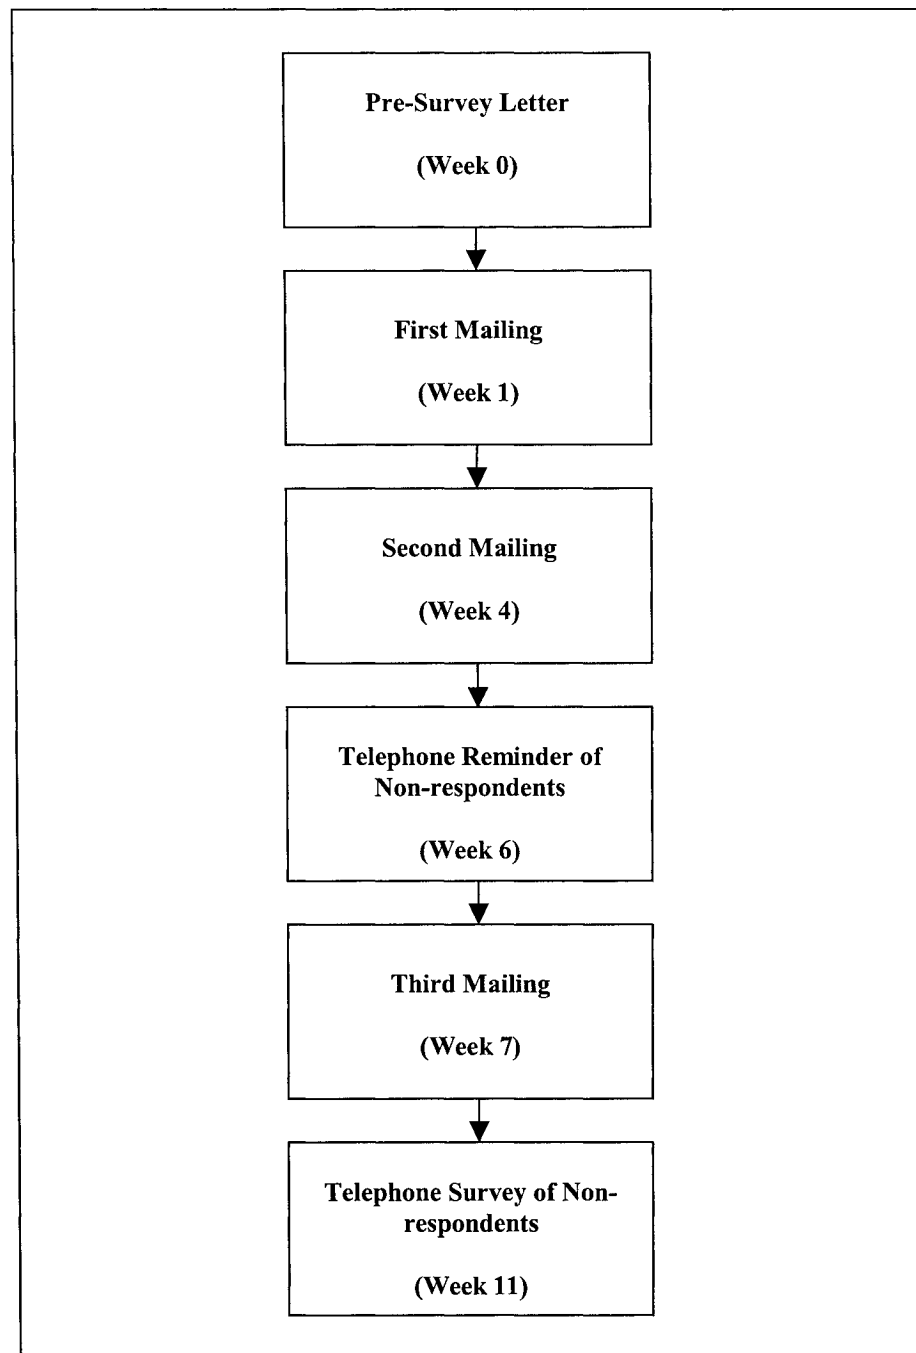 Pre-Survey Letter
(Week 0)
First Mailing
(Week 1)
Second Mailing
(Week 4)
Telephone Reminder of
Non-respondents
(Week 6)
Third Mailing
(Week 7)
Telephone Survey of Non-
respondents
(Week 11)